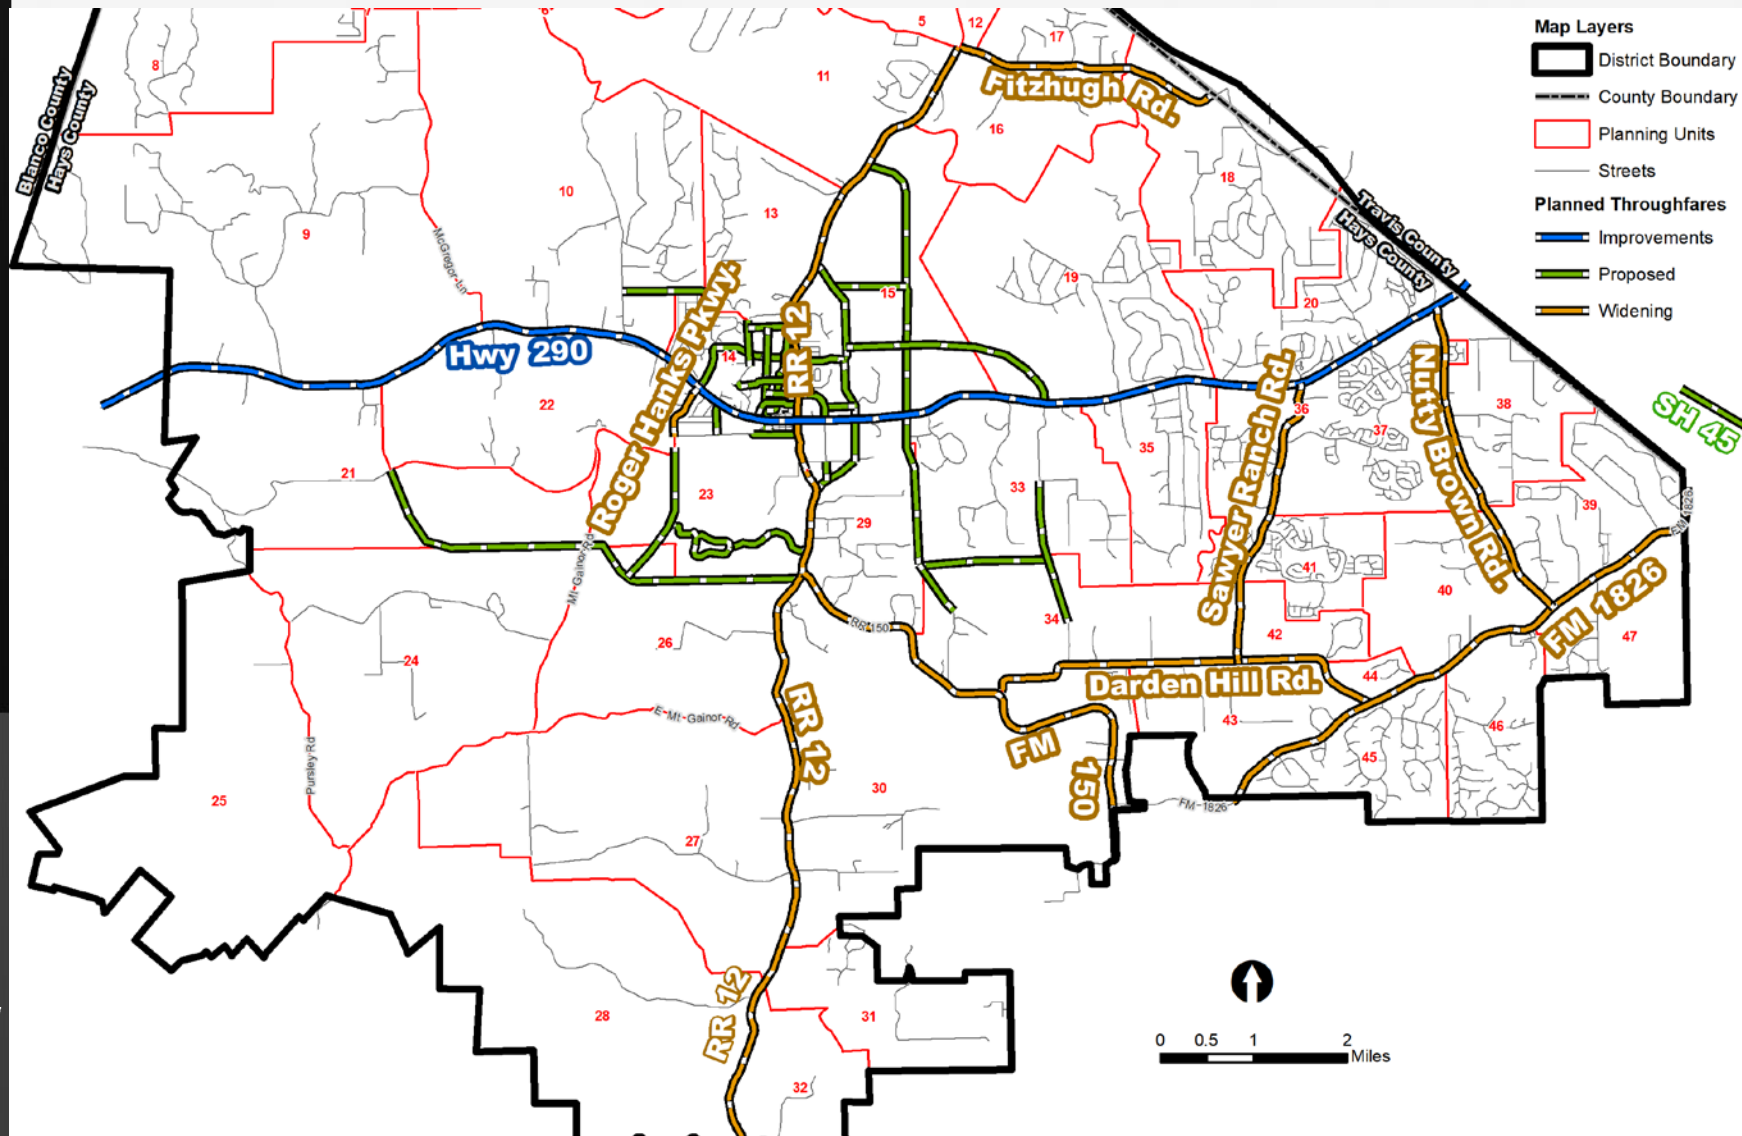 Map Layers
District Boundary
County Boundary
Planning Units
Streets
Planned Throughfares
Improvements
Proposed
Widening
5
12
17
8
11
Fitzhugh Rd.
16
Blanco County
Hays County
18
10
13
9
Travis County
Hays County
McGregor Ln
19
15
20
Roger Hanks Pkwy.
RR 12
Hwy 290
14
22
Sawyer Ranch Rd.
Nutty Brown Rd.
36
38
SH 45
37
35
21
23
33
29
39
FM 1826
Mt Gainor Rd
41
40
FM 1826
34
RR 150
42
47
26
24
44
Darden Hill Rd.
RR 12
E Mt Gainor Rd
43
46
FM 150
45
Pursley Rd
25
30
FM 1826
27
RR 12
28
31
32
0 0.5 1 2
Miles